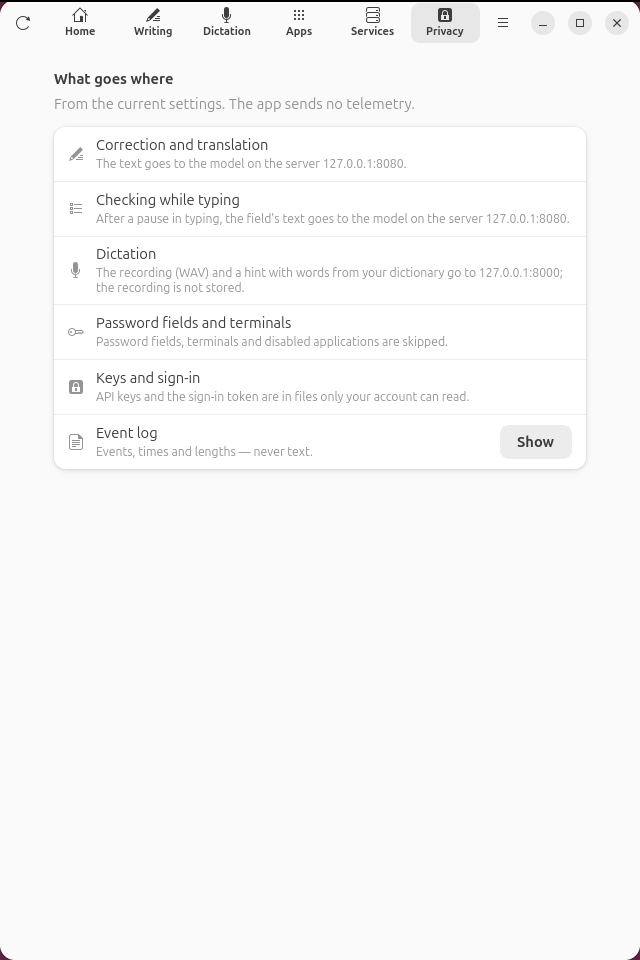 Home
Writing
Dictation
Apps
Services
Privacy
What goes where
From the current settings. The app sends no telemetry.
Correction and translation
The text goes to the model on the server 127.0.0.1:8080.
Checking while typing
After a pause in typing, the field's text goes to the model on the server 127.0.0.1:8080.
Dictation
The recording (WAV) and a hint with words from your dictionary go to 127.0.0.1:8000;
the recording is not stored.
Password fields and terminals
Password fields, terminals and disabled applications are skipped.
Keys and sign-in
API keys and the sign-in token are in files only your account can read.
Event log
Events, times and lengths — never text.
Show